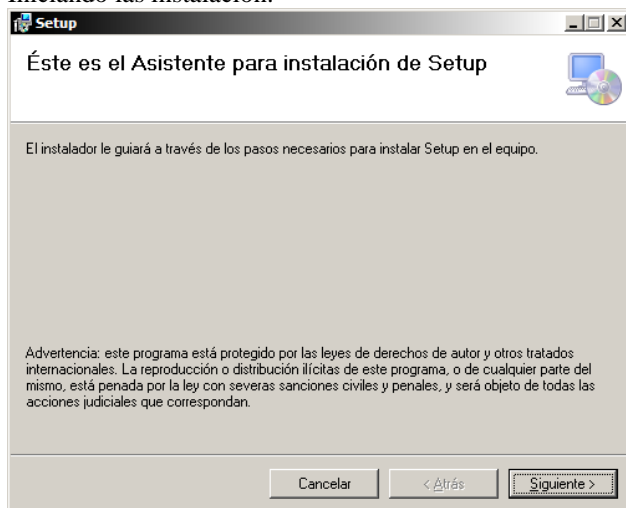 Iniciando las instalación.
Setup
Éste es el Asistente para instalación de Setup
El instalador le guiará a través de los pasos necesarios para instalar Setup en el equipo.
Advertencia: este programa está protegido por las leyes de derechos de autor y otros tratados
internacionales. La reproducción o distribución ilícitas de este programa, o de cualquier parte del
mismo, está penada por la ley con severas sanciones civiles y penales, y será objeto de todas las
acciones judiciales que correspondan.
Cancelar < Atrás Siguiente >